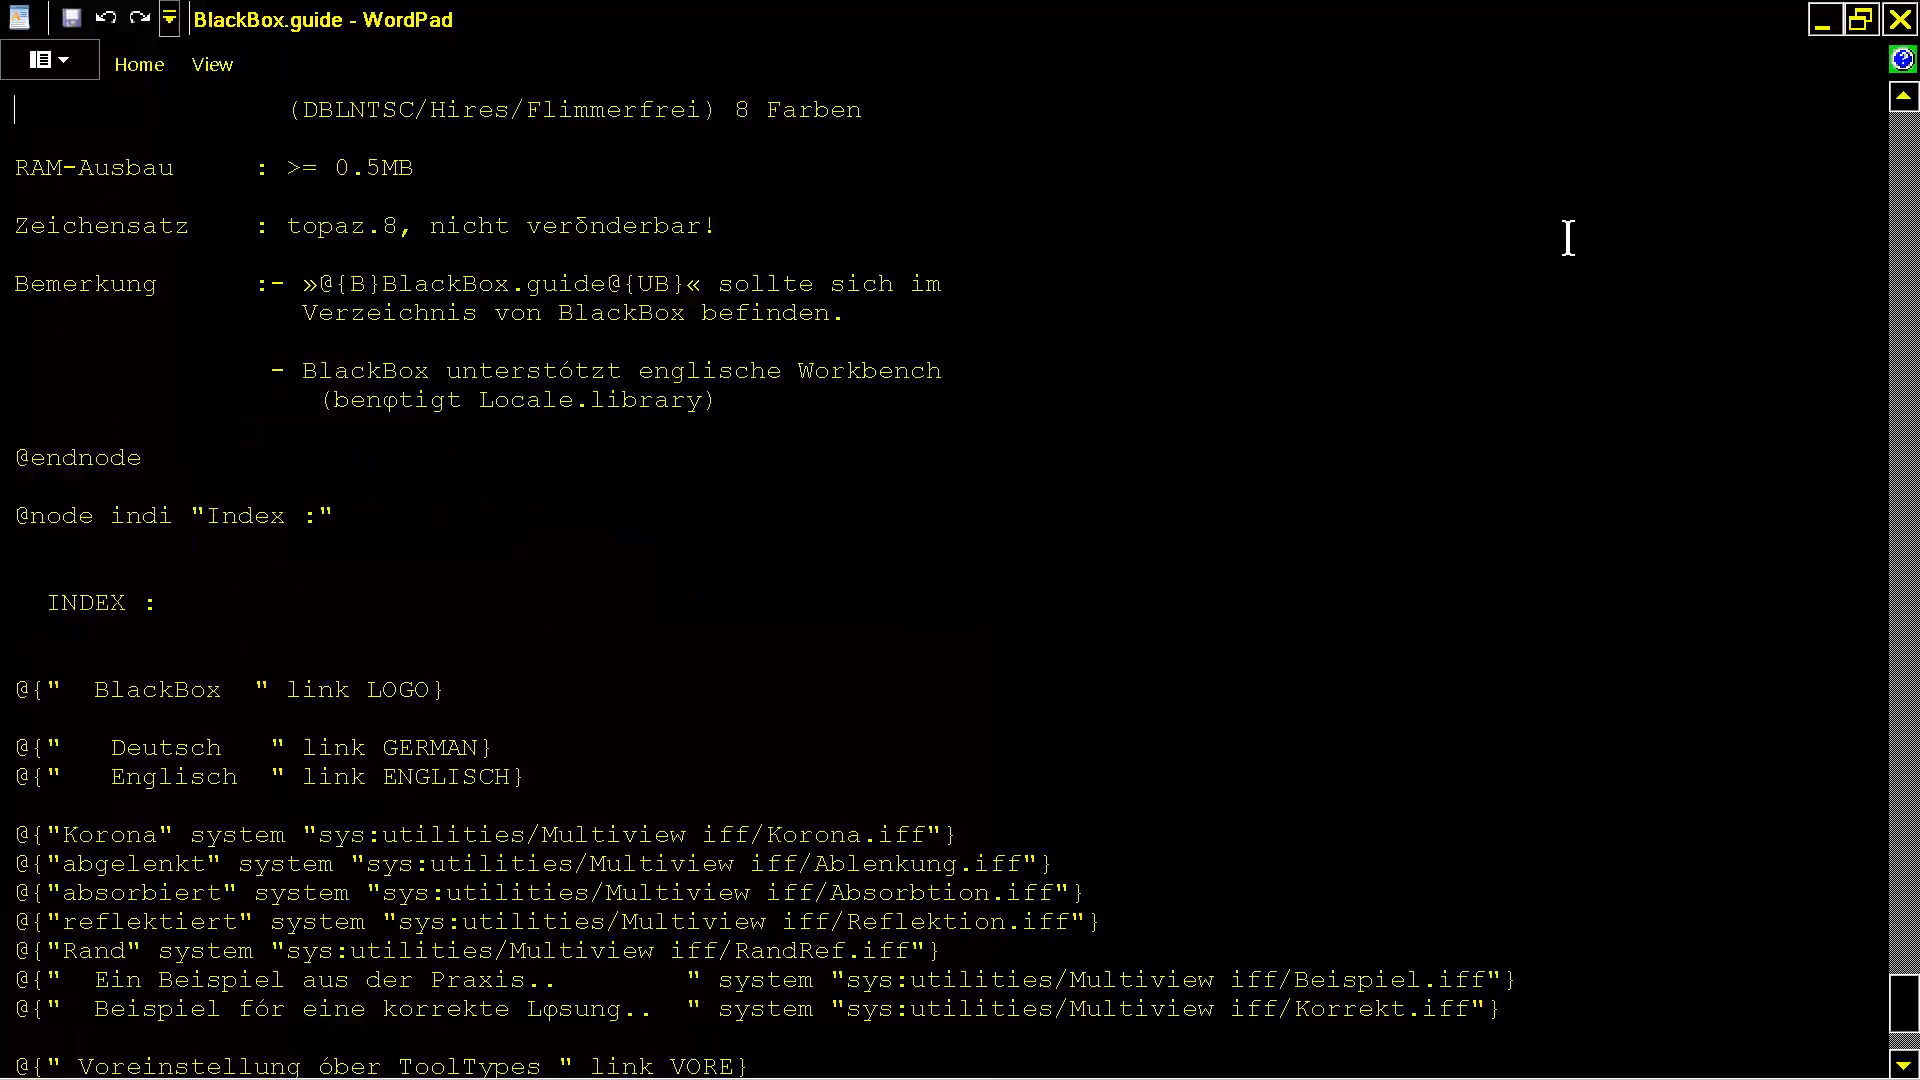 BlackBox.guide - WordPad
Home View
(DBLNTSC/Hires/Flimmerfrei) 8 Farben
RAM-Ausbau : >= 0.5MB
Zeichensatz : topaz.8, nicht verδnderbar!
Bemerkung :- »@{B}BlackBox.guide@{UB}« sollte sich im
Verzeichnis von BlackBox befinden.
- BlackBox unterstόtzt englische Workbench
(benφtigt Locale.library)
@endnode
@node indi "Index :"
INDEX :
@{"  BlackBox  " link LOGO}
@{"   Deutsch   " link GERMAN}
@{"   Englisch  " link ENGLISCH}
@{"Korona" system "sys:utilities/Multiview iff/Korona.iff"}
@{"abgelenkt" system "sys:utilities/Multiview iff/Ablenkung.iff"}
@{"absorbiert" system "sys:utilities/Multiview iff/Absorbtion.iff"}
@{"reflektiert" system "sys:utilities/Multiview iff/Reflektion.iff"}
@{"Rand" system "sys:utilities/Multiview iff/RandRef.iff"}
@{"  Ein Beispiel aus der Praxis..        " system "sys:utilities/Multiview iff/Beispiel.iff"}
@{"  Beispiel fόr eine korrekte Lφsung..  " system "sys:utilities/Multiview iff/Korrekt.iff"}
@{" Voreinstellung όber ToolTypes " link VORE}